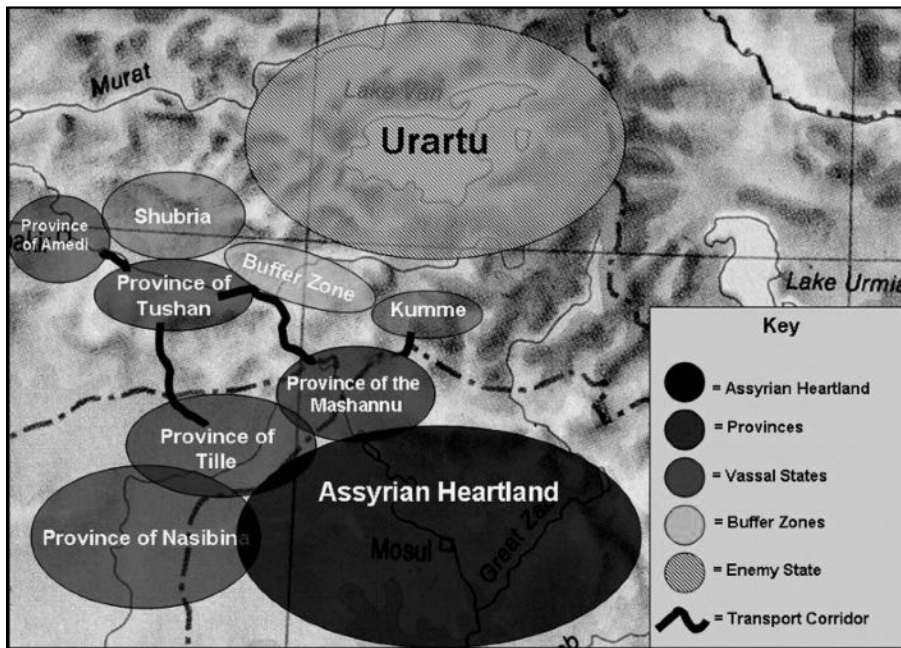 Murat
Lake Van
Urartu
Shubria
Province
of Amedi
Buffer Zone
Province of
Tushan
Kumme
Lake Urmia
Province of the
Mashannu
Province of
Tille
Assyrian Heartland
Province of Nasibina
Mosul
Great Zab
Key
= Assyrian Heartland
= Provinces
= Vassal States
= Buffer Zones
= Enemy State
= Transport Corridor